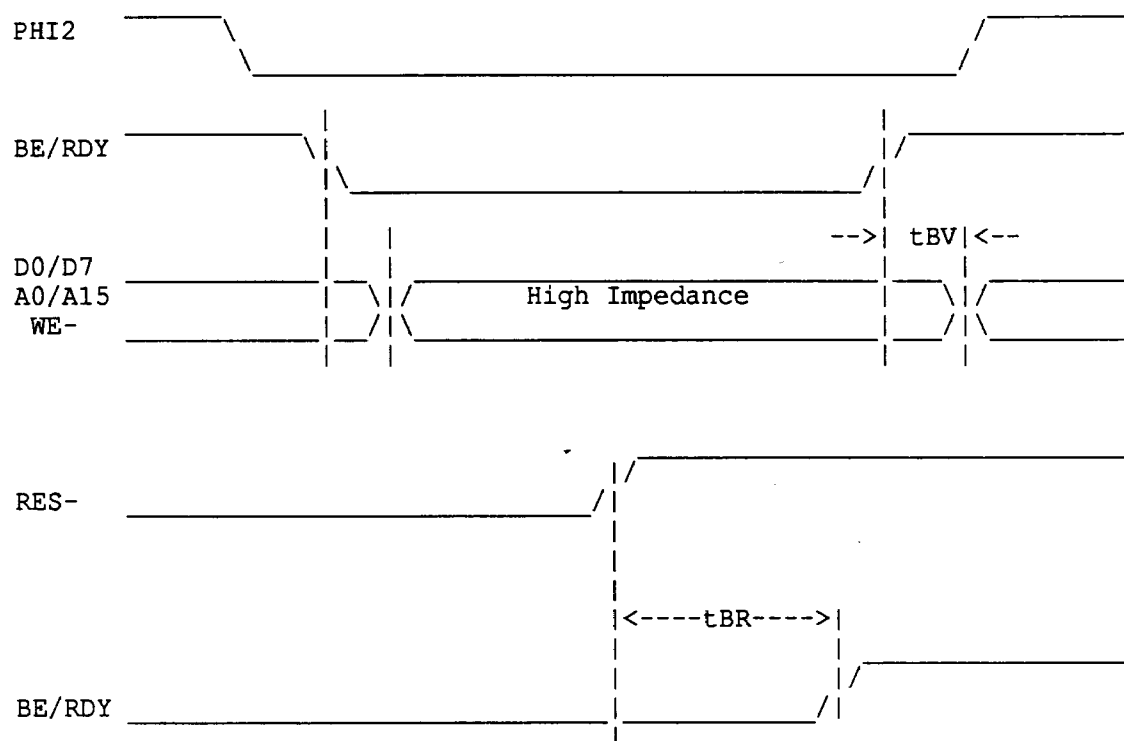 PHI2
BE/RDY
-->| tBV|<--
D0/D7
A0/A15
WE-
High Impedance
RES-
|<----tBR---->|
BE/RDY